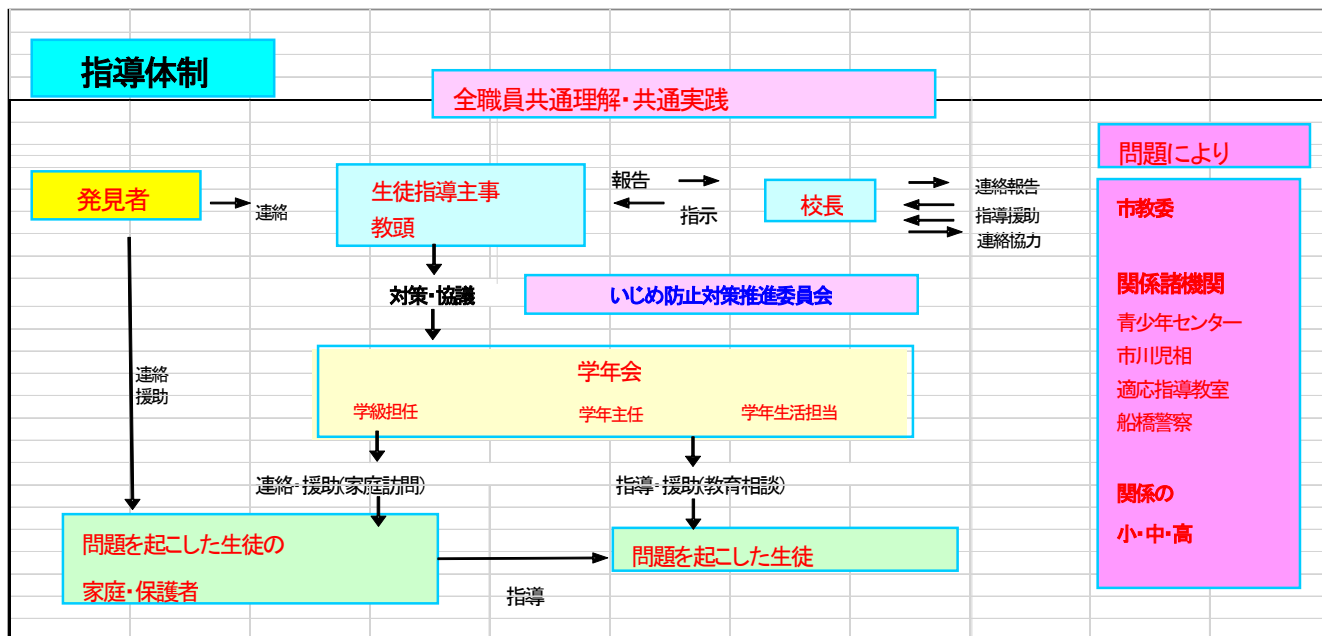 指導体制
全職員共通理解・共通実践
問題により
発見者
連絡
生徒指導主事
教頭
報告
指示
校長
連絡報告
指導援助
連絡協力
市教委
関係諸機関
青少年センター
市川児相
適応指導教室
船橋警察
関係の
小・中・高
対策・協議
いじめ防止対策推進委員会
連絡
援助
学年会
学級担任
学年主任
学年生活担当
連絡・援助(家庭訪問)
指導・援助(教育相談)
問題を起こした生徒の
家庭・保護者
指導
問題を起こした生徒